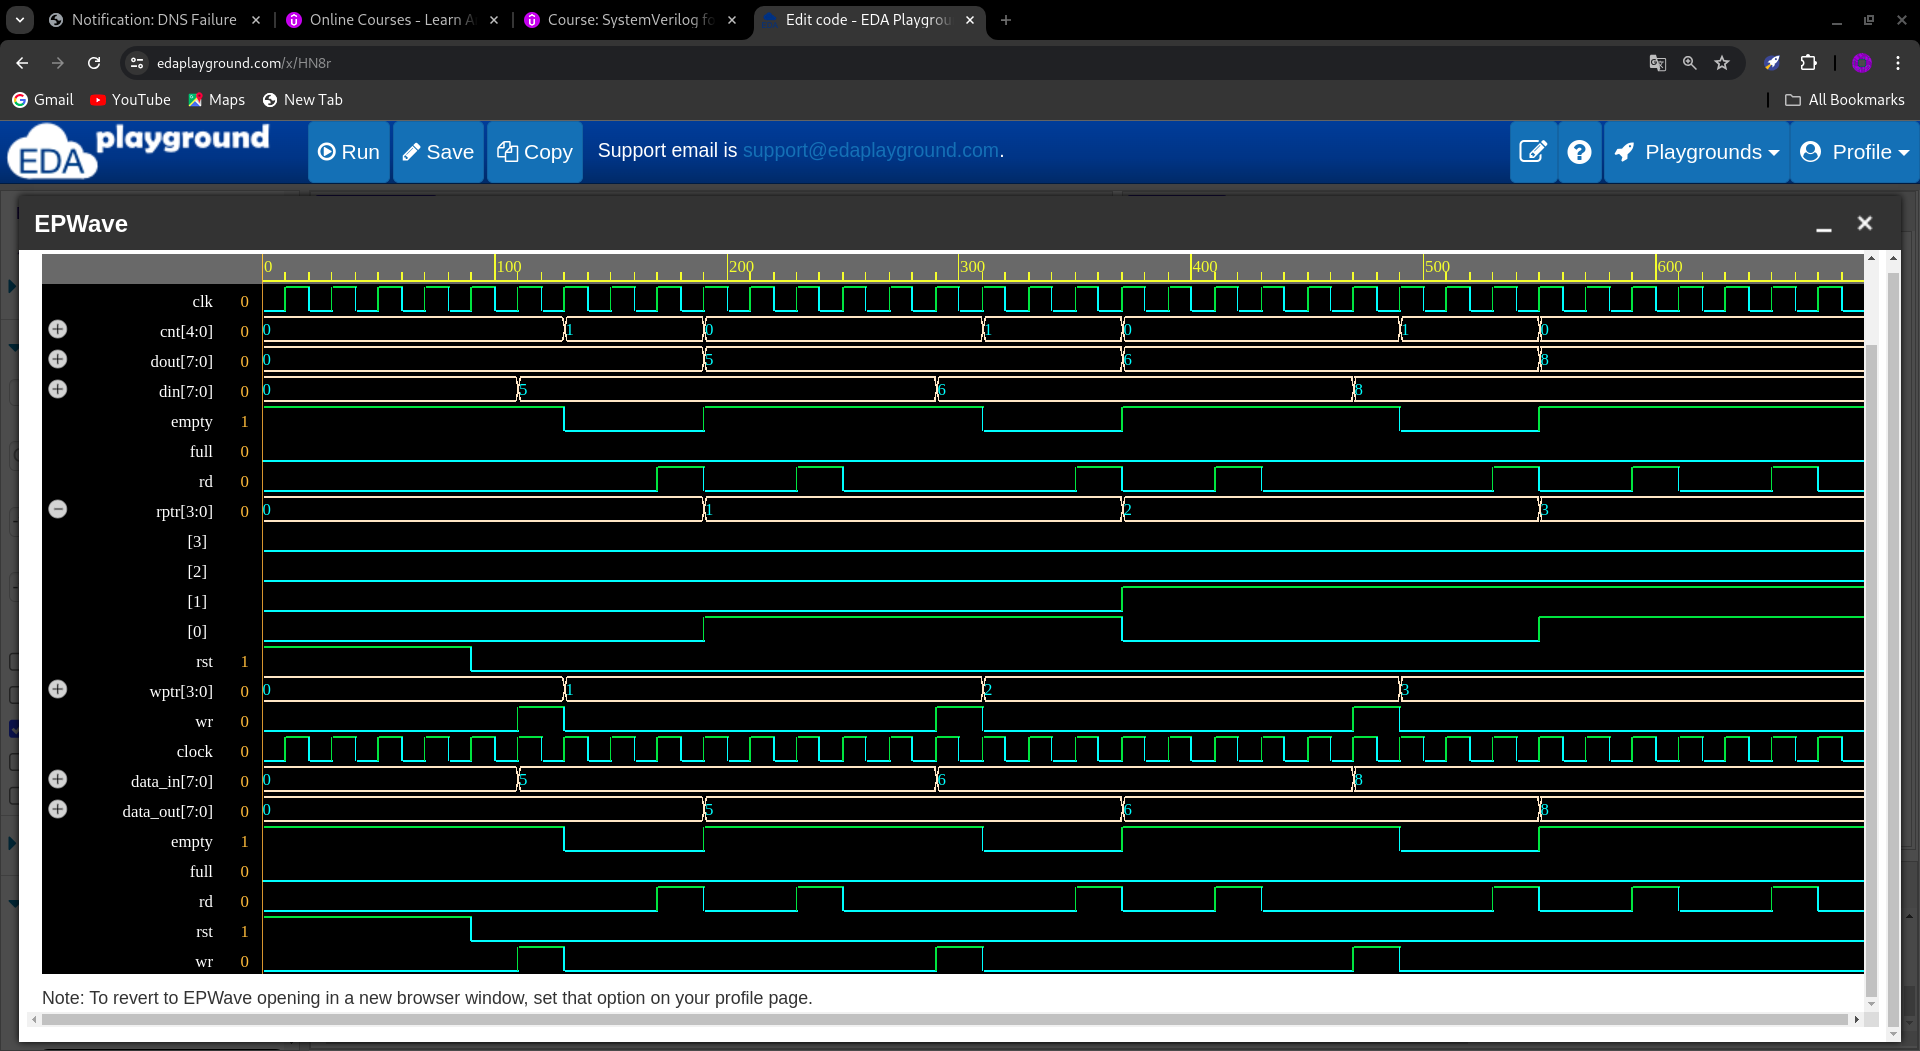 Notification: DNS Failure
Online Courses - Learn A
Course: SystemVerilog fo
Edit code - EDA Playgrou
edaplayground.com/x/HN8r
Gmail
YouTube
Maps
New Tab
All Bookmarks
EDA playground
Run
Save
Copy
Support email is support@edaplayground.com.
Playgrounds
Profile
EPWave
0 100 200 300 400 500 600
clk 0
cnt[4:0] 0 0 1 0 1 0 1 0
dout[7:0] 0 0 5 6 8
din[7:0] 0 0 5 6 8
empty 1
full 0
rd 0
rptr[3:0] 0 0 1 2 3
[3]
[2]
[1]
[0]
rst 1
wptr[3:0] 0 0 1 2 3
wr 0
clock 0
data_in[7:0] 0 0 5 6 8
data_out[7:0] 0 0 5 6 8
empty 1
full 0
rd 0
rst 1
wr 0
Note: To revert to EPWave opening in a new browser window, set that option on your profile page.